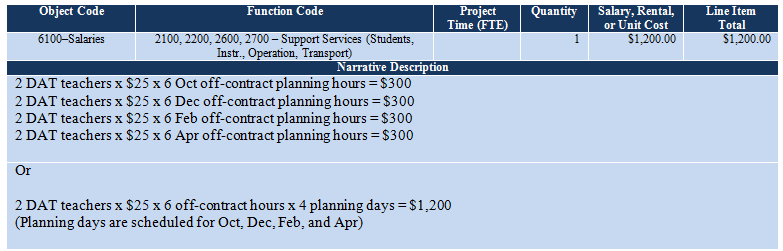 Object Code Function Code Project Time (FTE) Quantity Salary, Rental, or Unit Cost Line Item Total
6100–Salaries 2100, 2200, 2600, 2700 – Support Services (Students, Instr., Operation, Transport) 1 $1,200.00 $1,200.00
Narrative Description
2 DAT teachers x $25 x 6 Oct off-contract planning hours = $300
2 DAT teachers x $25 x 6 Dec off-contract planning hours = $300
2 DAT teachers x $25 x 6 Feb off-contract planning hours = $300
2 DAT teachers x $25 x 6 Apr off-contract planning hours = $300
Or
2 DAT teachers x $25 x 6 off-contract hours x 4 planning days = $1,200
(Planning days are scheduled for Oct, Dec, Feb, and Apr)